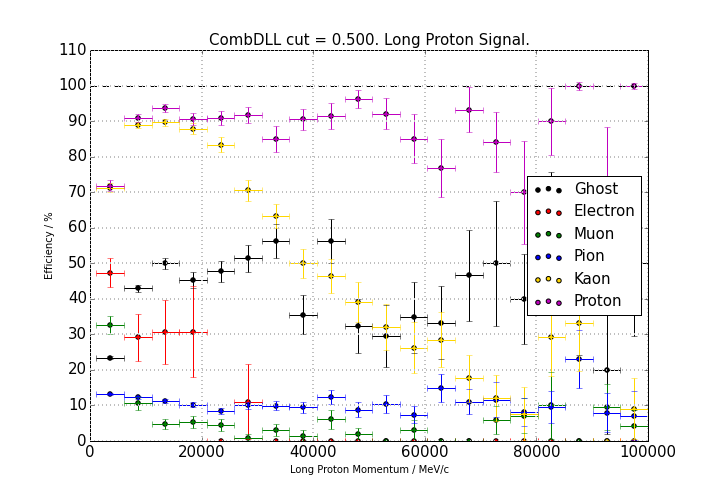 CombDLL cut = 0.500. Long Proton Signal.
110
100
90
80
70
60
50
40
30
20
10
0
Efficiency / %
Ghost
Electron
Muon
Pion
Kaon
Proton
0 20000 40000 60000 80000 100000
Long Proton Momentum / MeV/c